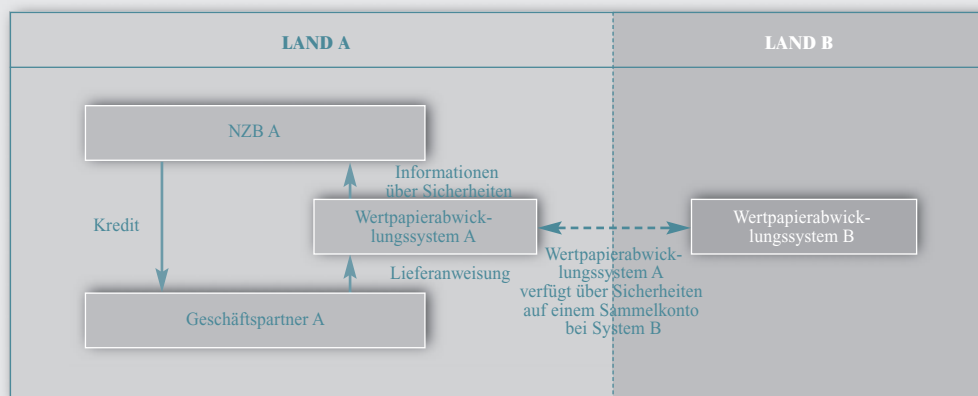 LAND A
LAND B
NZB A
Informationen
über Sicherheiten
Kredit
Wertpapierabwick-
lungssystem A
Wertpapierabwick-
lungssystem B
Lieferanweisung
Wertpapierabwick-
lungssystem A
verfügt über Sicherheiten
auf einem Sammelkonto
bei System B
Geschäftspartner A